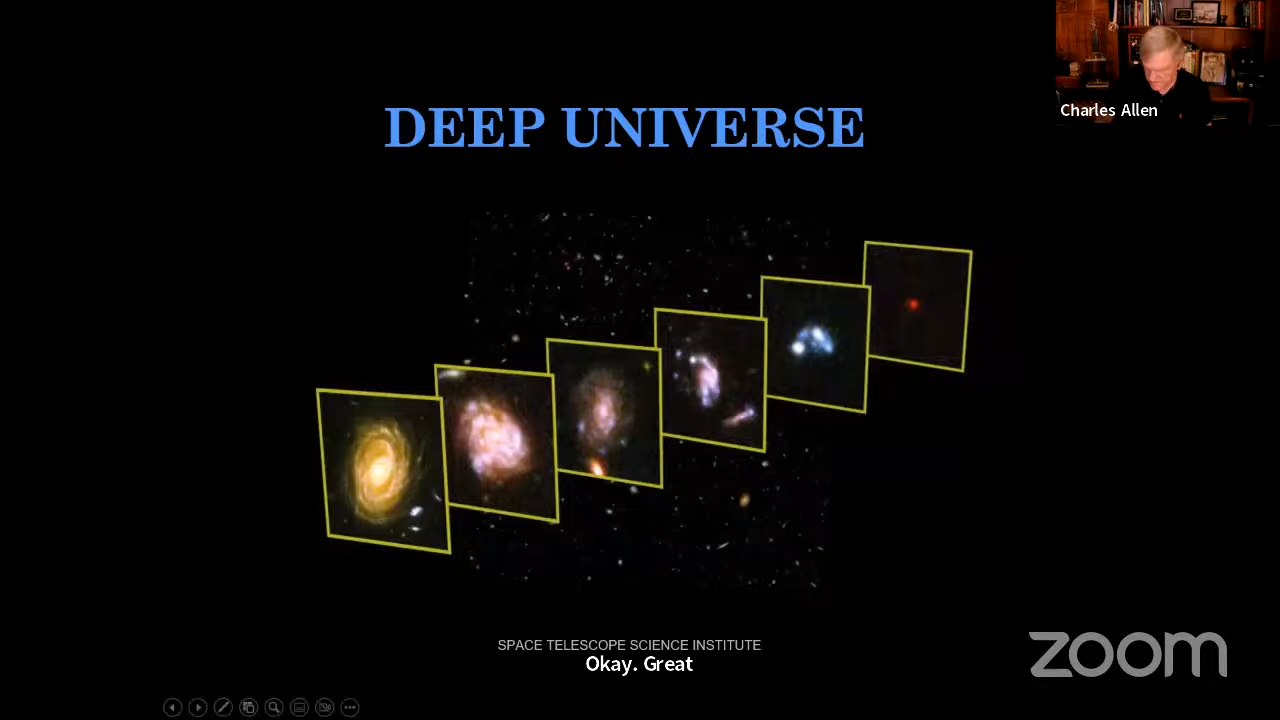 DEEP UNIVERSE
Charles Allen
SPACE TELESCOPE SCIENCE INSTITUTE
Okay. Great
zoom